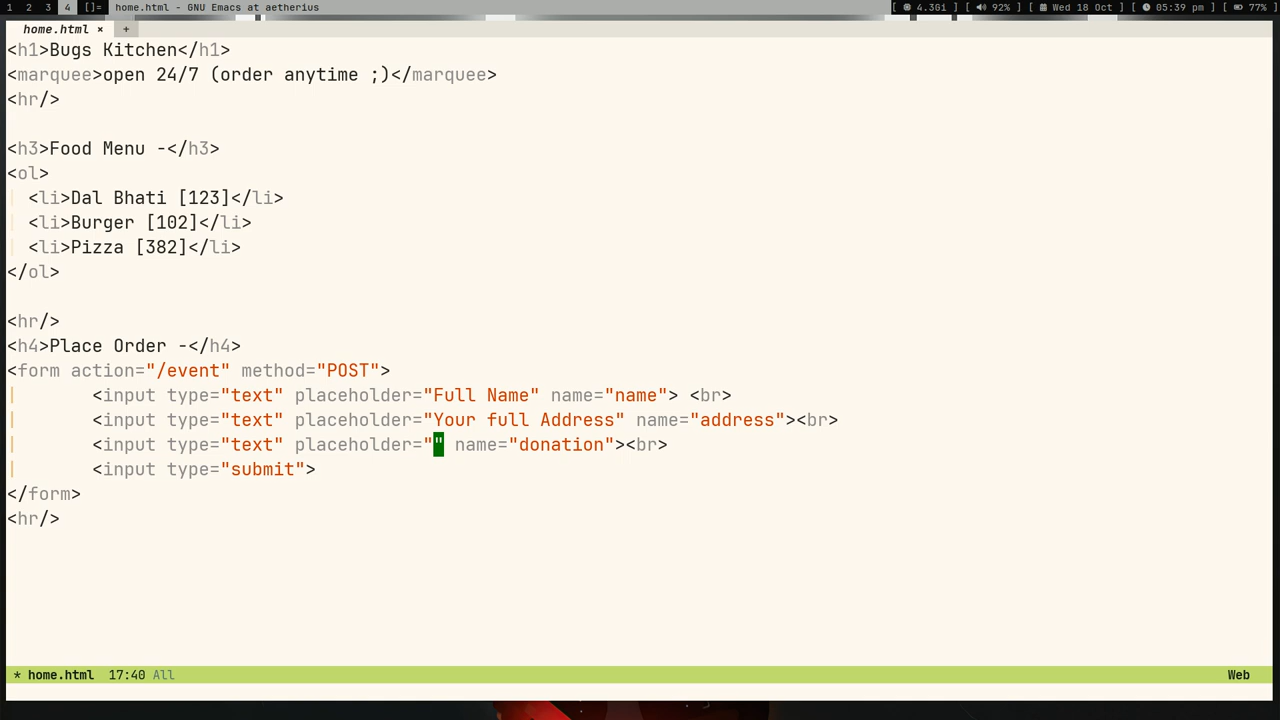 1 2 3 4 []= home.html - GNU Emacs at aetherius [ 4.3Gi ] [ 92% ] [ Wed 18 Oct ] [ 05:39 pm ] [ 77% ]
home.html × +
<h1>Bugs Kitchen</h1>
<marquee>open 24/7 (order anytime ;)</marquee>
<hr/>
<h3>Food Menu -</h3>
<ol>
<li>Dal Bhati [123]</li>
<li>Burger [102]</li>
<li>Pizza [382]</li>
</ol>
<hr/>
<h4>Place Order -</h4>
<form action="/event" method="POST">
<input type="text" placeholder="Full Name" name="name"> <br>
<input type="text" placeholder="Your full Address" name="address"><br>
<input type="text" placeholder="" name="donation"><br>
<input type="submit">
</form>
<hr/>
* home.html 17:40 All Web